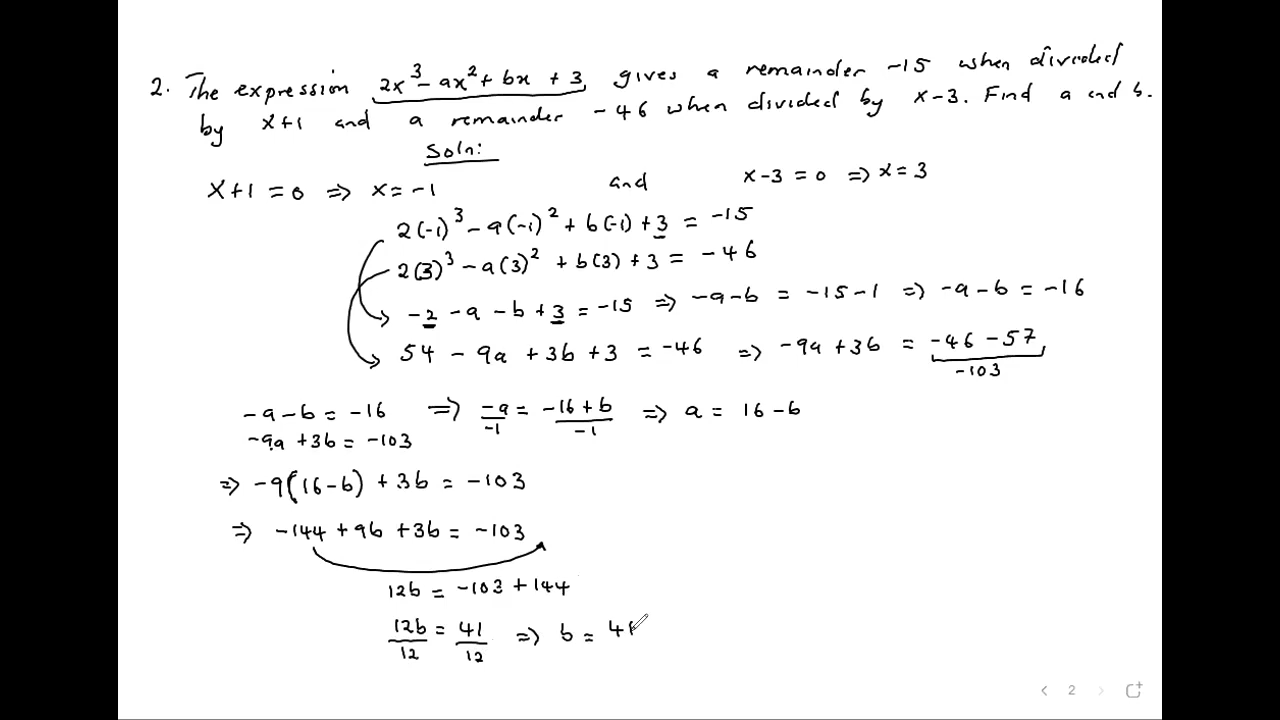 2. The expression 2x³ - ax² + bx + 3, gives a remainder -15 when divided
by x+1 and a remainder -46 when divided by x-3. Find a and b.
Soln:
x+1 = 0 => x = -1 and x-3 = 0 => x = 3
2(-1)³ - a(-1)² + b(-1) + 3 = -15
2(3)³ - a(3)² + b(3) + 3 = -46
-2 - a - b + 3 = -15 => -a-b = -15-1 => -a-b = -16
54 - 9a + 3b + 3 = -46 => -9a + 3b = -46 - 57
-103
-a-b = -16 => -a/-1 = -16+b/-1 => a = 16-b
-9a + 3b = -103
=> -9(16-b) + 3b = -103
=> -144 + 9b + 3b = -103
12b = -103 + 144
12b/12 = 41/12 => b = 41
2